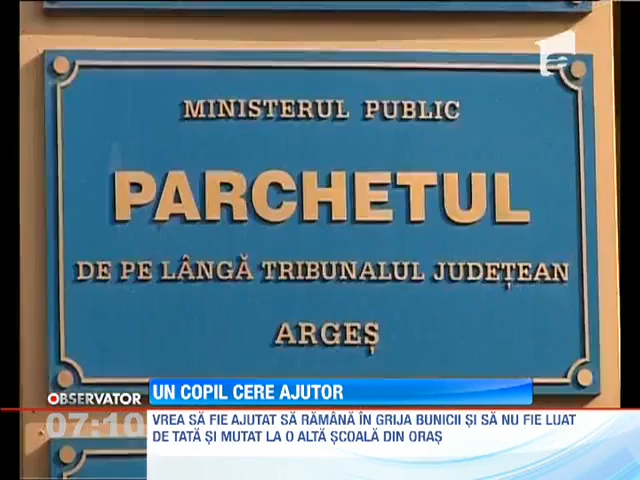 MINISTERUL PUBLIC
PARCHETUL
DE PE LÂNGĂ TRIBUNALUL JUDEȚEAN
ARGEȘ
OBSERVATOR
UN COPIL CERE AJUTOR
07:10
VREA SĂ FIE AJUTAT SĂ RĂMÂNĂ ÎN GRIJA BUNICII ȘI SĂ NU FIE LUAT
DE TATĂ ȘI MUTAT LA O ALTĂ ȘCOALĂ DIN ORAȘ